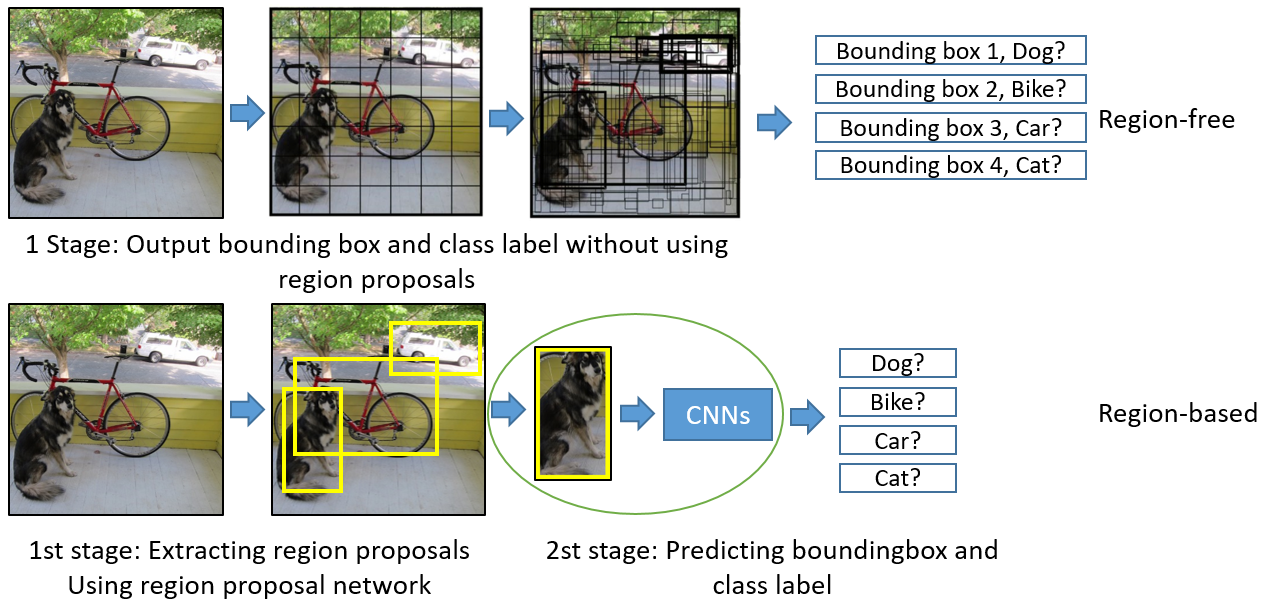 Bounding box 1, Dog?
Bounding box 2, Bike?
Bounding box 3, Car?
Bounding box 4, Cat?
Region-free
1 Stage: Output bounding box and class label without using
region proposals
CNNs
Dog?
Bike?
Car?
Cat?
Region-based
1st stage: Extracting region proposals
Using region proposal network
2st stage: Predicting boundingbox and
class label